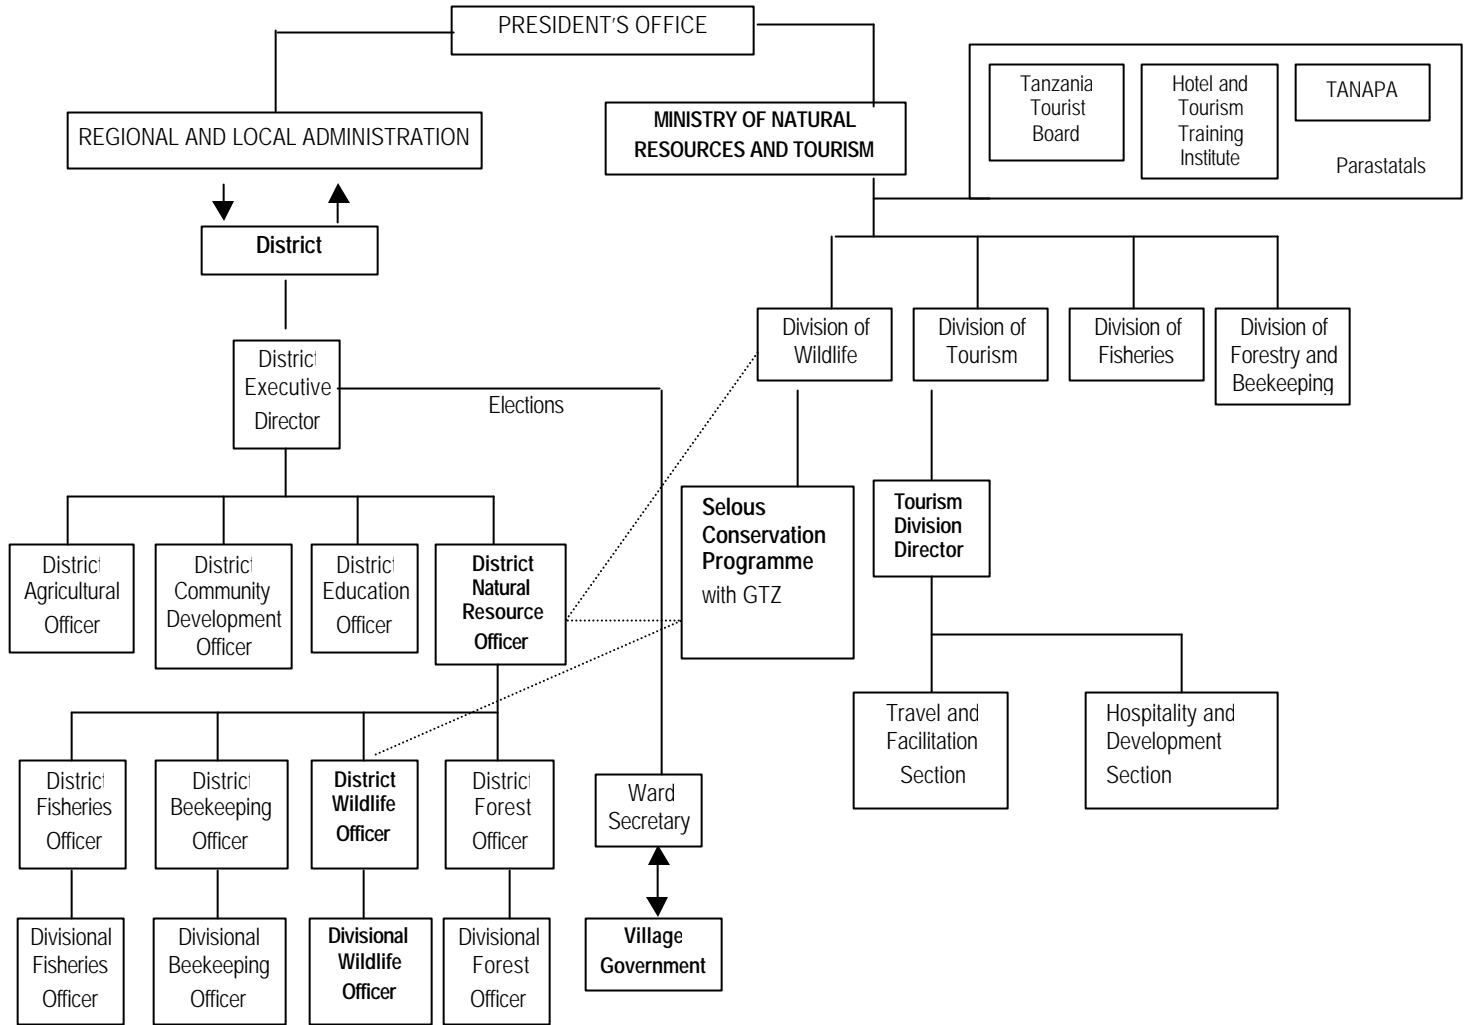 PRESIDENT'S OFFICE
Tanzania
Tourist
Board
Hotel and
Tourism
Training
Institute
TANAPA
Parastatals
REGIONAL AND LOCAL ADMINISTRATION
MINISTRY OF NATURAL
RESOURCES AND TOURISM
District
Division of
Wildlife
Division of
Tourism
Division of
Fisheries
Division of
Forestry and
Beekeeping
District
Executive
Director
Elections
Selous
Conservation
Programme
with GTZ
Tourism
Division
Director
District
Agricultural
Officer
District
Community
Development
Officer
District
Education
Officer
District
Natural
Resource
Officer
Travel and
Facilitation
Section
Hospitality and
Development
Section
District
Fisheries
Officer
District
Beekeeping
Officer
District
Wildlife
Officer
District
Forest
Officer
Ward
Secretary
Divisional
Fisheries
Officer
Divisional
Beekeeping
Officer
Divisional
Wildlife
Officer
Divisional
Forest
Officer
Village
Government